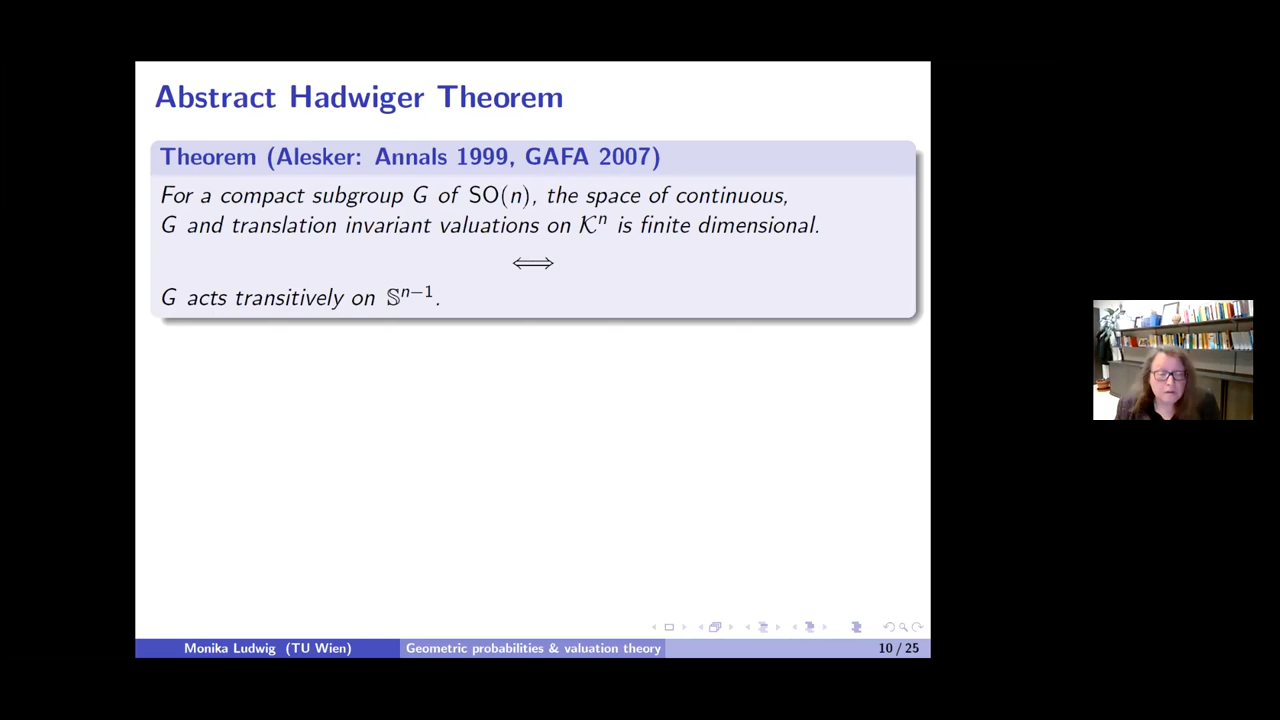 Abstract Hadwiger Theorem
Theorem (Alesker: Annals 1999, GAFA 2007)
For a compact subgroup G of SO(n), the space of continuous,
G and translation invariant valuations on 𝒦ⁿ is finite dimensional.
⟺
G acts transitively on 𝕊ⁿ⁻¹.
Monika Ludwig (TU Wien) Geometric probabilities & valuation theory 10 / 25